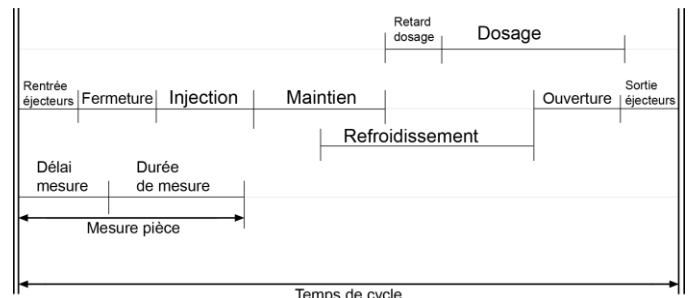 Retard
dosage
Dosage
Rentrée
éjecteurs
Fermeture
Injection
Maintien
Ouverture
Sortie
éjecteurs
Refroidissement
Délai
mesure
Durée
de mesure
Mesure pièce
Temps de cycle